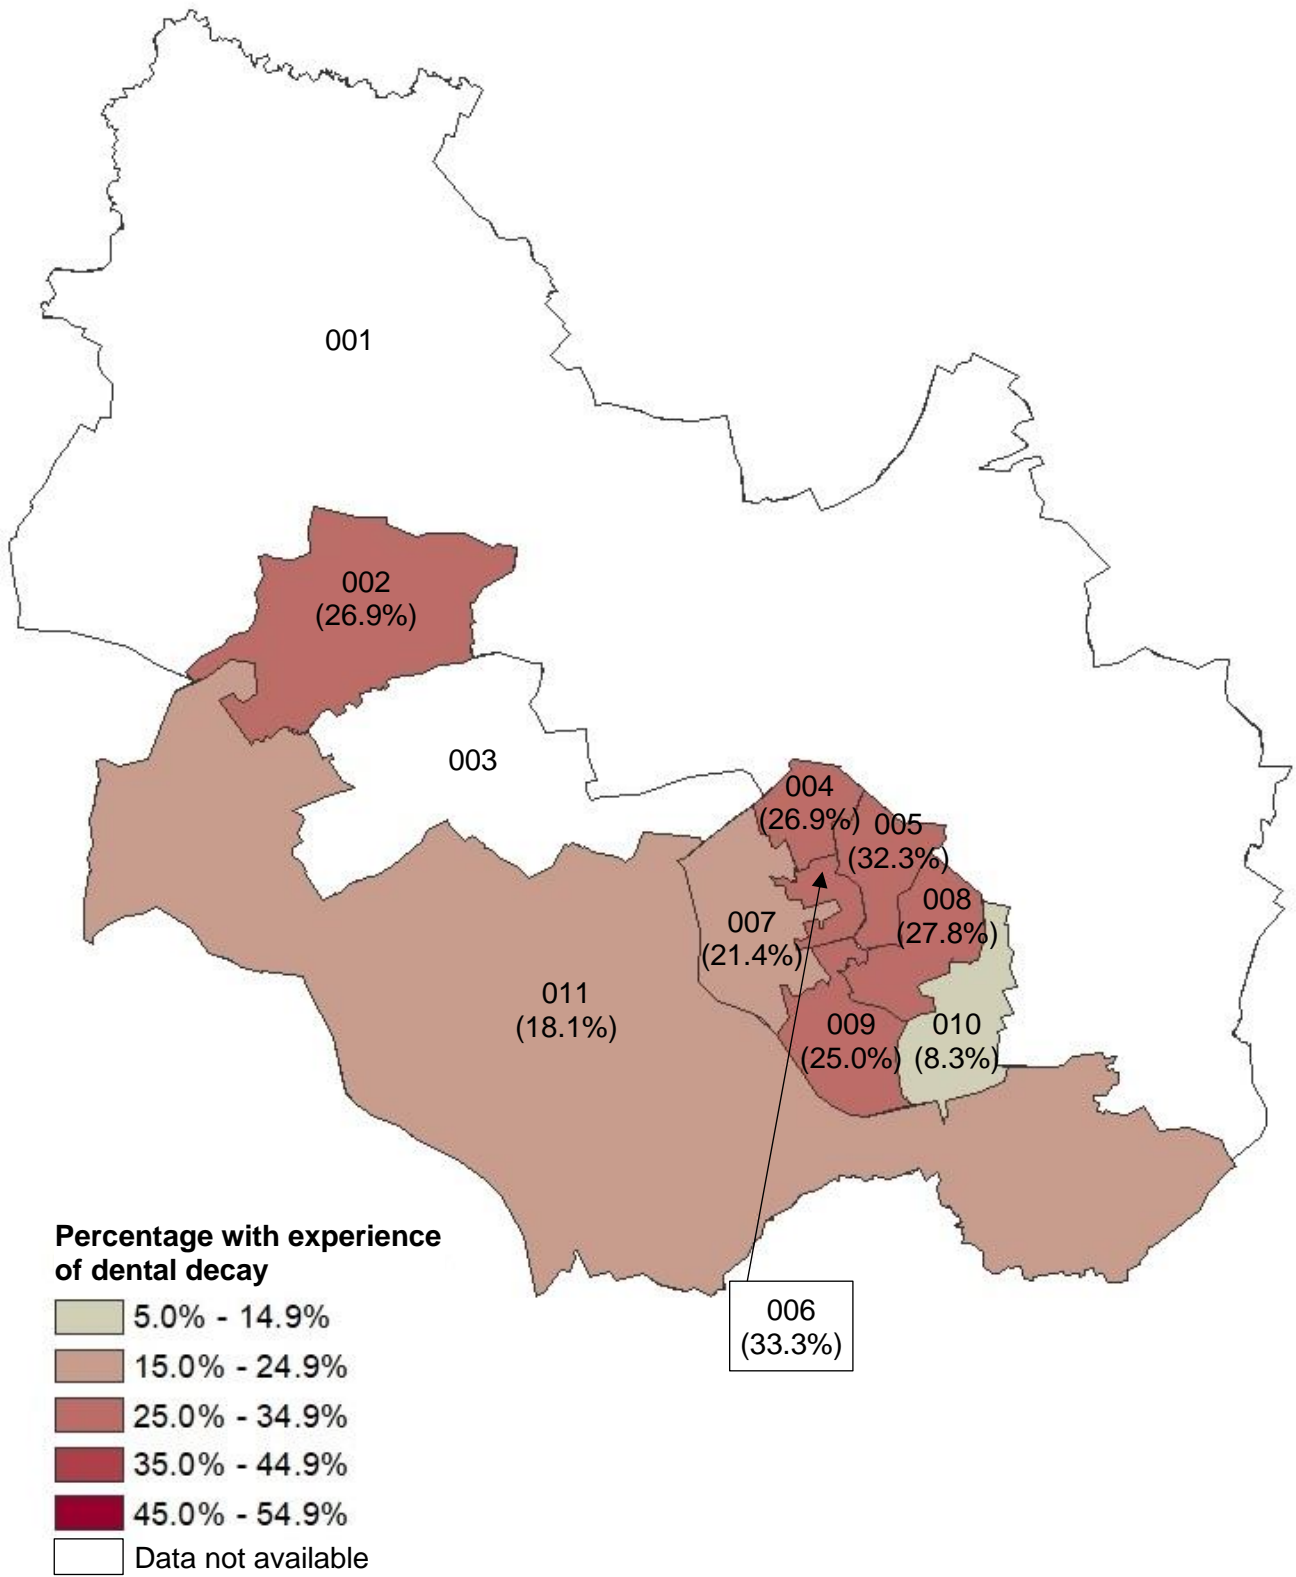 001
002
(26.9%)
003
004
(26.9%)
005
(32.3%)
008
(27.8%)
007
(21.4%)
011
(18.1%)
009
(25.0%)
010
(8.3%)
006
(33.3%)
Percentage with experience
of dental decay
5.0% - 14.9%
15.0% - 24.9%
25.0% - 34.9%
35.0% - 44.9%
45.0% - 54.9%
Data not available